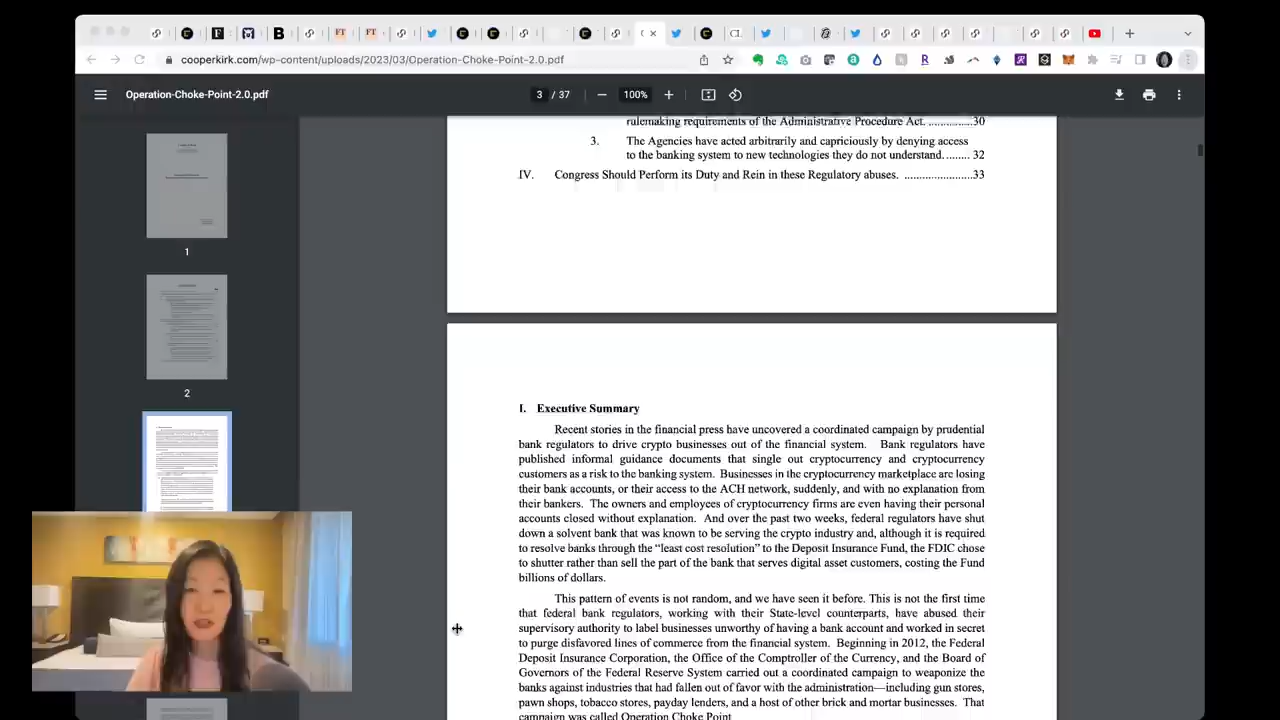 FT
FT
CL
cooperkirk.com/wp-content/uploads/2023/03/Operation-Choke-Point-2.0.pdf
Operation-Choke-Point-2.0.pdf
3 / 37
100%
1
2
rulemaking requirements of the Administrative Procedure Act. .............30
3. The Agencies have acted arbitrarily and capriciously by denying access
to the banking system to new technologies they do not understand........ 32
IV. Congress Should Perform its Duty and Rein in these Regulatory abuses. .......................33
I. Executive Summary
Recent stories in the financial press have uncovered a coordinated campaign by prudential
bank regulators to drive crypto businesses out of the financial system. Bank regulators have
published informal guidance documents that single out cryptocurrency and cryptocurrency
customers as a risk to the banking system. Businesses in the cryptocurrency marketplace are losing
their bank accounts, or their access to the ACH network, suddenly, and with no explanation from
their bankers. The owners and employees of cryptocurrency firms are even having their personal
accounts closed without explanation. And over the past two weeks, federal regulators have shut
down a solvent bank that was known to be serving the crypto industry and, although it is required
to resolve banks through the “least cost resolution” to the Deposit Insurance Fund, the FDIC chose
to shutter rather than sell the part of the bank that serves digital asset customers, costing the Fund
billions of dollars.
This pattern of events is not random, and we have seen it before. This is not the first time
that federal bank regulators, working with their State-level counterparts, have abused their
supervisory authority to label businesses unworthy of having a bank account and worked in secret
to purge disfavored lines of commerce from the financial system. Beginning in 2012, the Federal
Deposit Insurance Corporation, the Office of the Comptroller of the Currency, and the Board of
Governors of the Federal Reserve System carried out a coordinated campaign to weaponize the
banks against industries that had fallen out of favor with the administration—including gun stores,
pawn shops, tobacco stores, payday lenders, and a host of other brick and mortar businesses. That
campaign was called Operation Choke Point